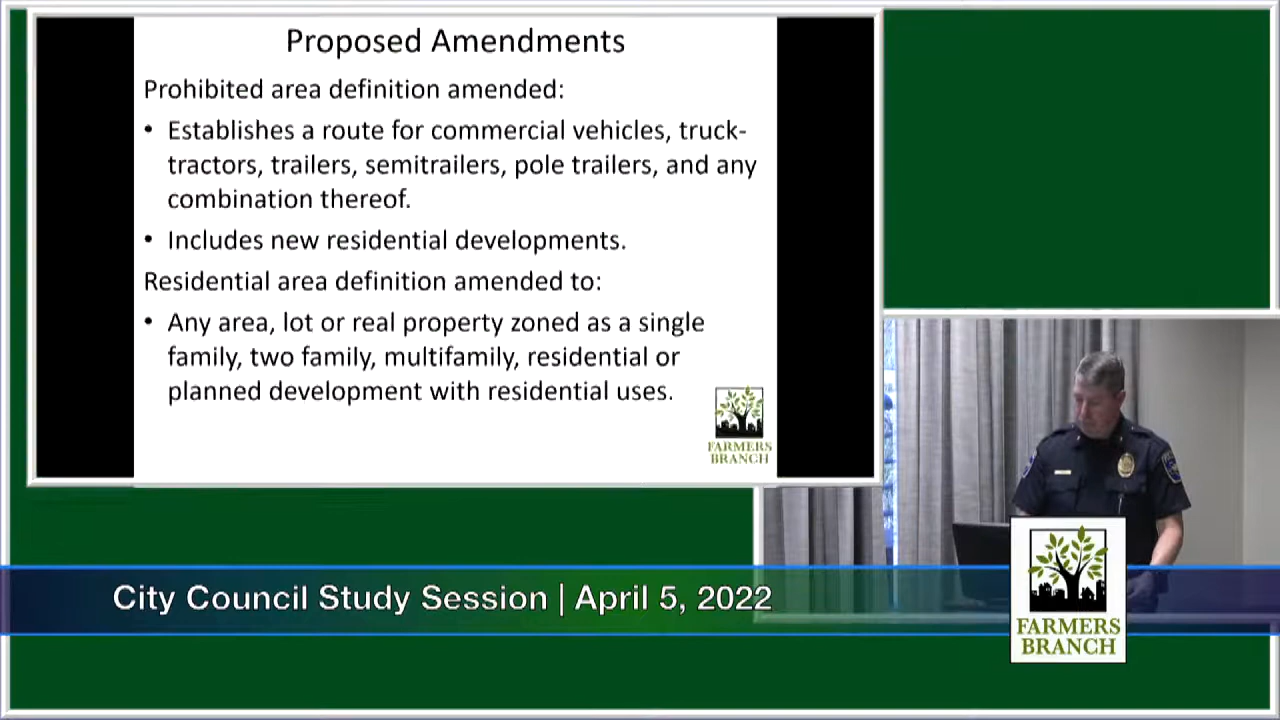 Proposed Amendments
Prohibited area definition amended:
• Establishes a route for commercial vehicles, truck-
tractors, trailers, semitrailers, pole trailers, and any
combination thereof.
• Includes new residential developments.
Residential area definition amended to:
• Any area, lot or real property zoned as a single
family, two family, multifamily, residential or
planned development with residential uses.
FARMERS
BRANCH
City Council Study Session | April 5, 2022
FARMERS
BRANCH